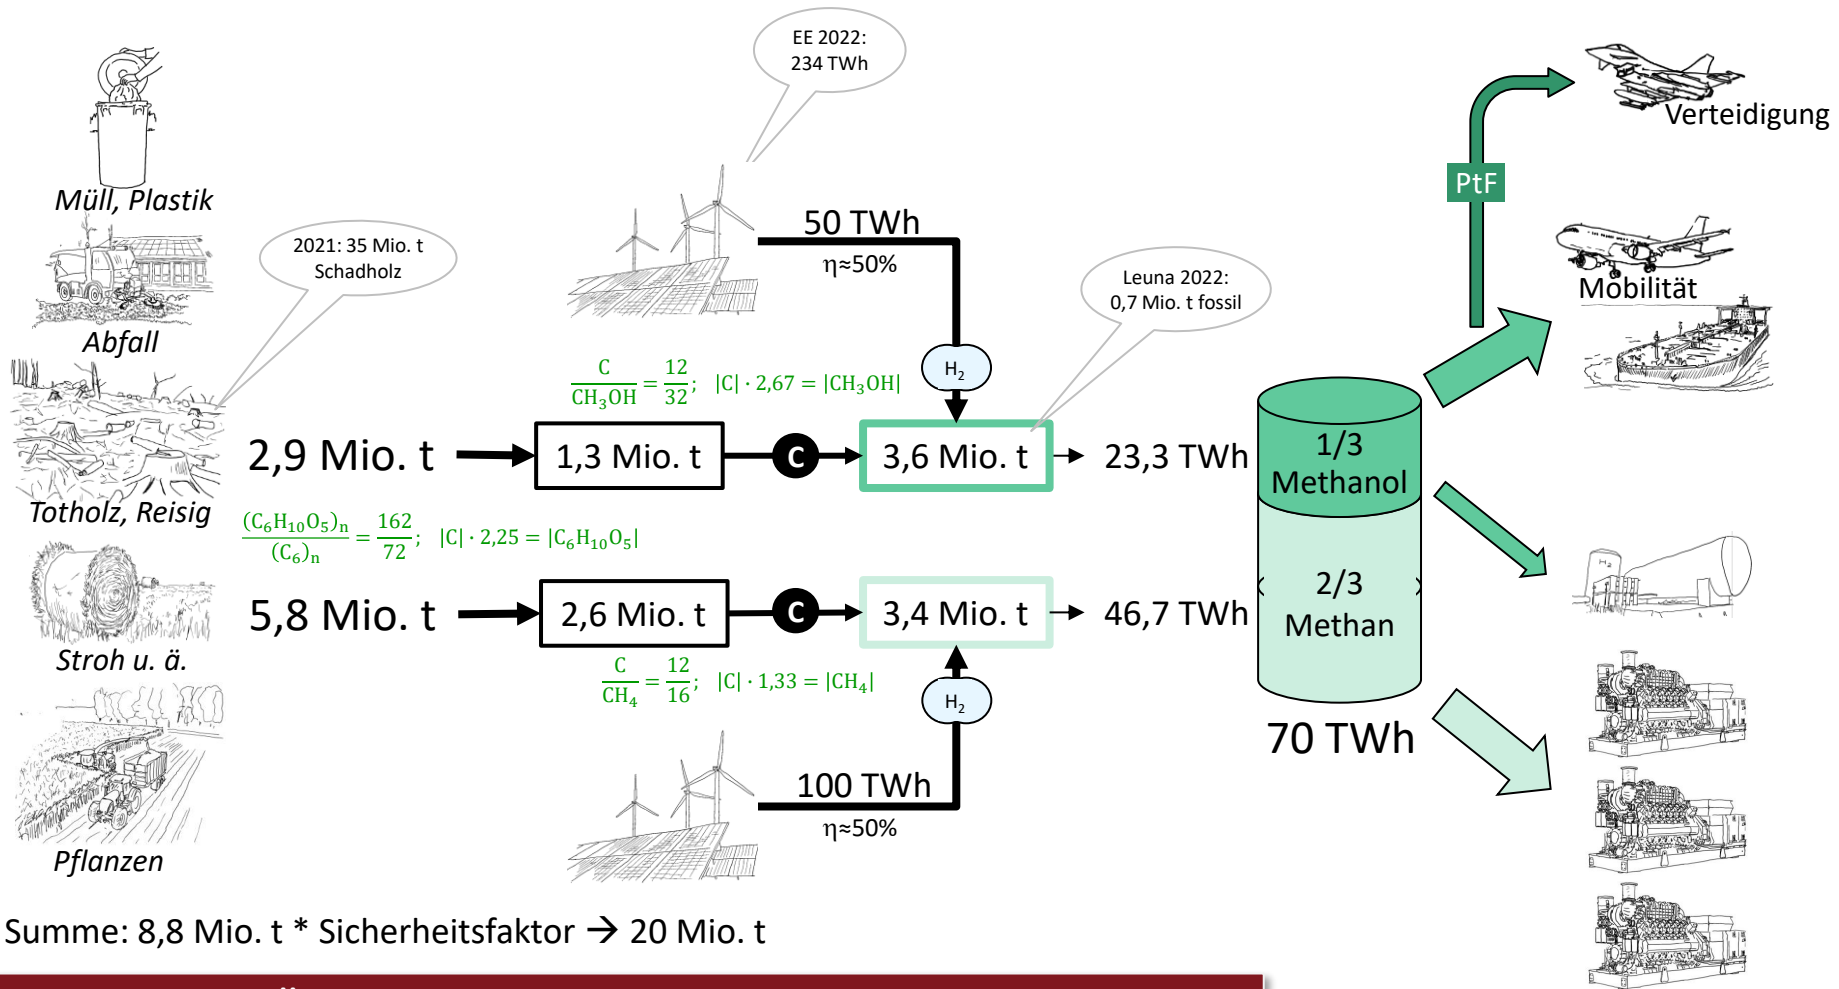 EE 2022:
234 TWh
Verteidigung
PtF
Müll, Plastik
2021: 35 Mio. t
Schadholz
50 TWh
η≈50%
Leuna 2022:
0,7 Mio. t fossil
Mobilität
Abfall
H₂
C/CH₃OH = 12/32; |C| · 2,67 = |CH₃OH|
2,9 Mio. t
1,3 Mio. t
C
3,6 Mio. t
23,3 TWh
1/3
Methanol
Totholz, Reisig
(C₆H₁₀O₅)ₙ/(C₆)ₙ = 162/72; |C| · 2,25 = |C₆H₁₀O₅|
5,8 Mio. t
2,6 Mio. t
C
3,4 Mio. t
46,7 TWh
2/3
Methan
Stroh u. ä.
C/CH₄ = 12/16; |C| · 1,33 = |CH₄|
H₂
70 TWh
100 TWh
η≈50%
Pflanzen
Summe: 8,8 Mio. t * Sicherheitsfaktor → 20 Mio. t